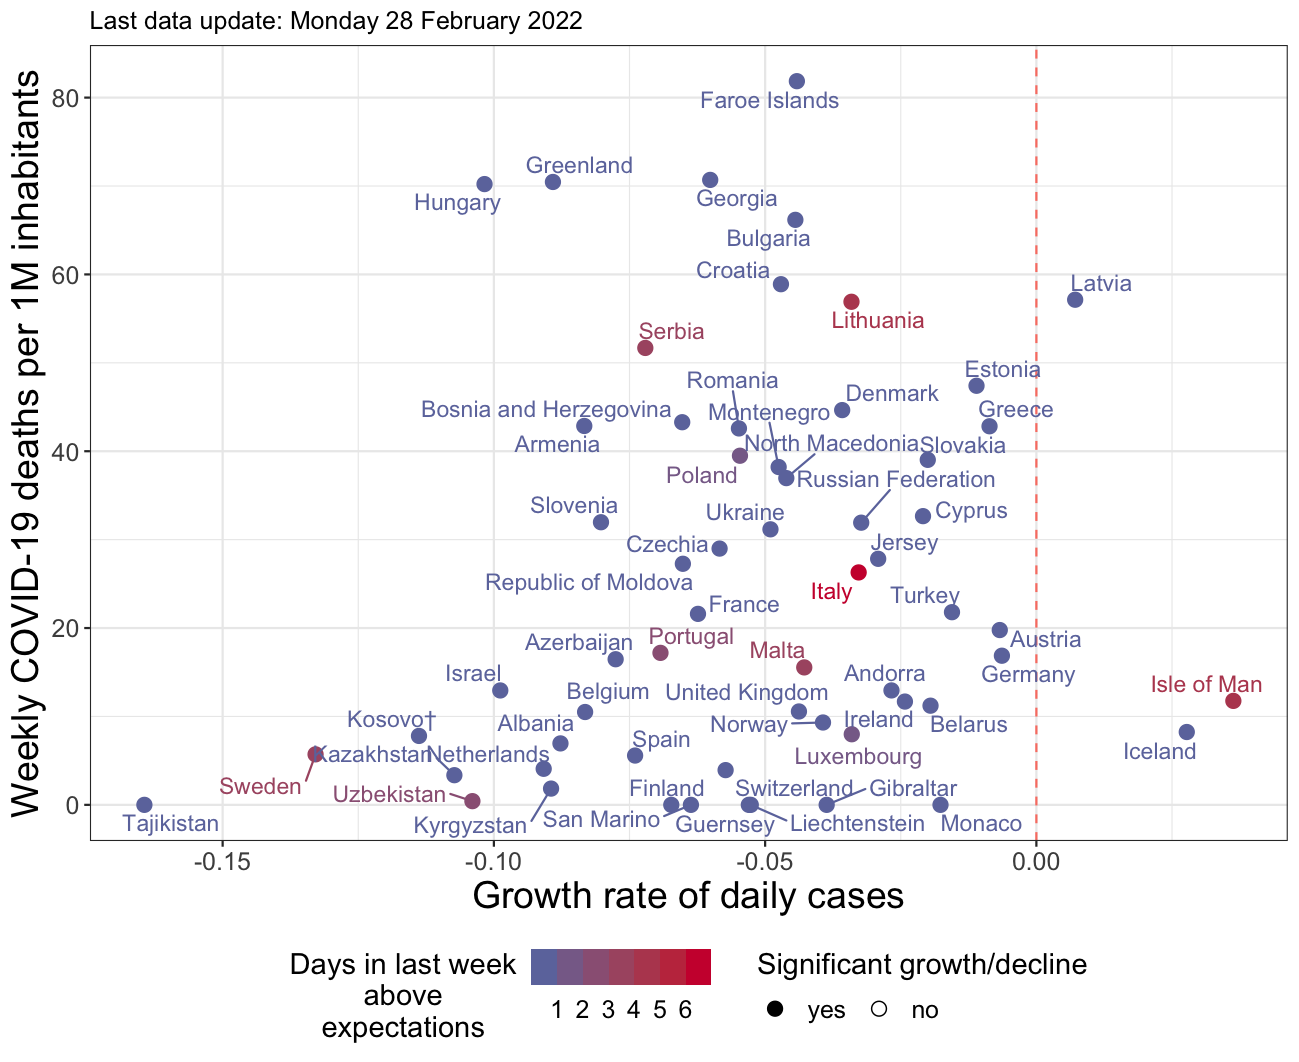 Last data update: Monday 28 February 2022
Weekly COVID-19 deaths per 1M inhabitants
80
60
40
20
0
Faroe Islands
Greenland
Hungary
Georgia
Bulgaria
Croatia
Latvia
Lithuania
Serbia
Estonia
Romania
Denmark
Bosnia and Herzegovina
Montenegro
Greece
Armenia
North Macedonia
Slovakia
Poland
Russian Federation
Slovenia
Ukraine
Cyprus
Czechia
Jersey
Republic of Moldova
Italy
Turkey
France
Portugal
Austria
Azerbaijan
Malta
Israel
Andorra
Germany
Isle of Man
Belgium
United Kingdom
Kosovo†
Albania
Norway
Ireland
Belarus
Spain
Iceland
Kazakhstan
Netherlands
Luxembourg
Sweden
Uzbekistan
Finland
Switzerland
Gibraltar
Tajikistan
Kyrgyzstan
San Marino
Guernsey
Liechtenstein
Monaco
-0.15
-0.10
-0.05
0.00
Growth rate of daily cases
Days in last week
above
expectations
1 2 3 4 5 6
Significant growth/decline
yes
no